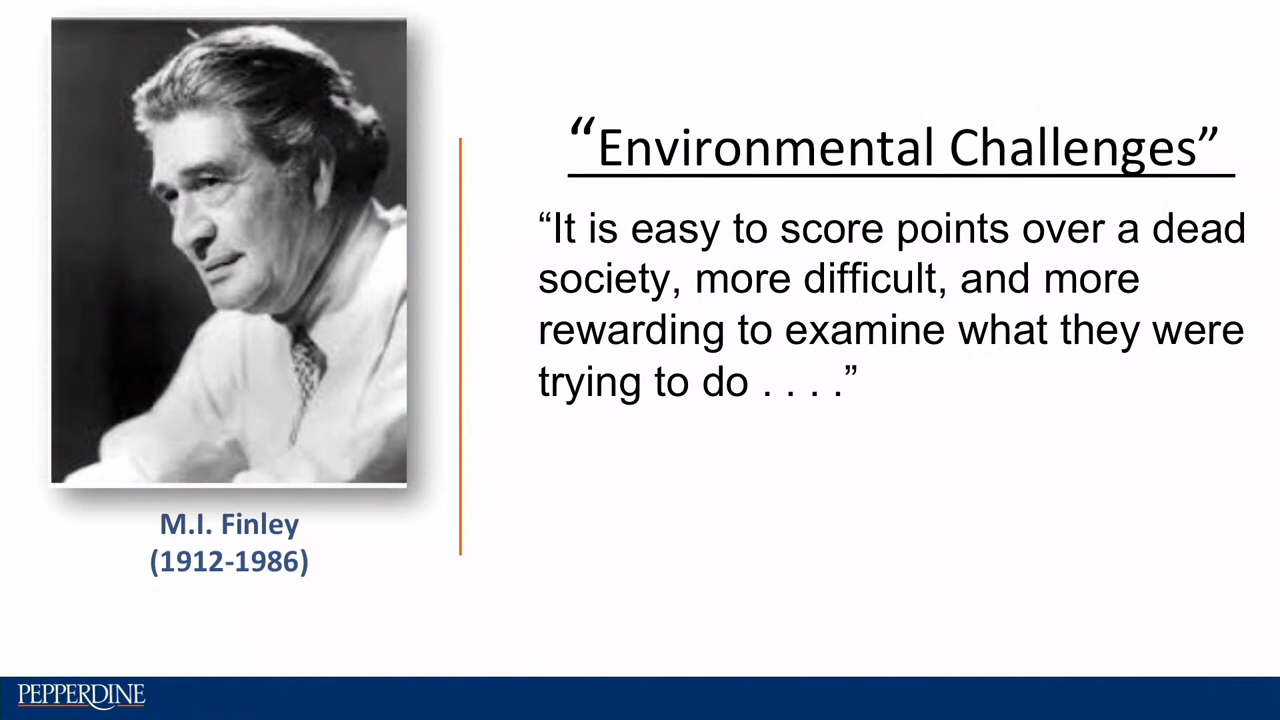 “Environmental Challenges”
“It is easy to score points over a dead
society, more difficult, and more
rewarding to examine what they were
trying to do . . . .”
M.I. Finley
(1912-1986)
PEPPERDINE